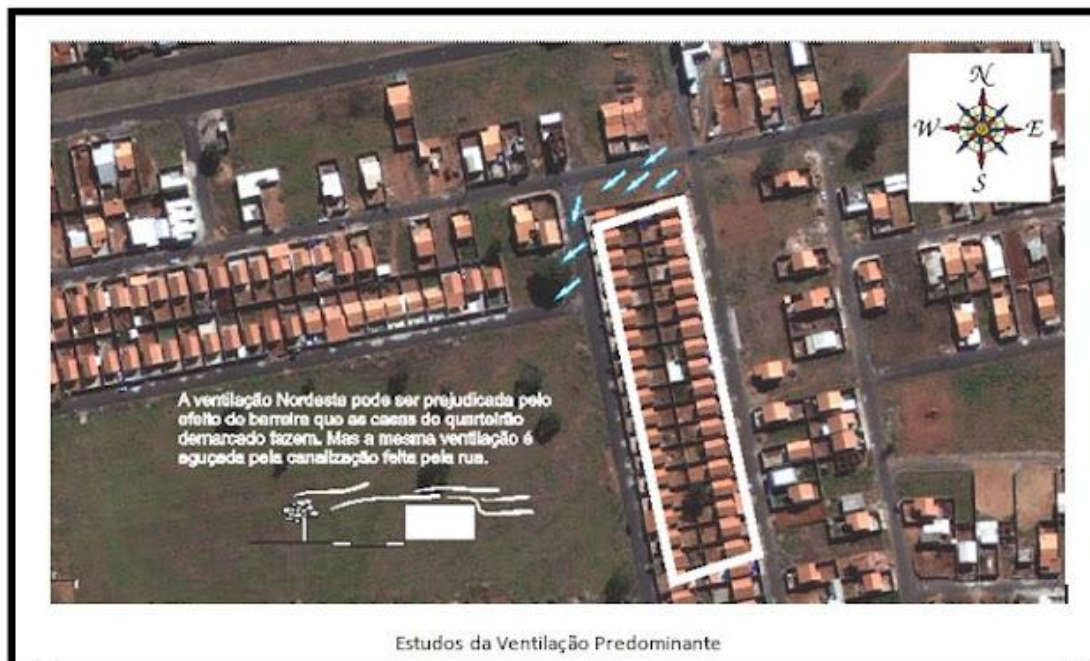 N
W E
S
A ventilação Nordeste pode ser prejudicada pelo
efeito de barreira que as casas do quarteirão
demarcado fazem. Mas a mesma ventilação é
aguçada pela canalização feita pela rua.
Estudos da Ventilação Predominante